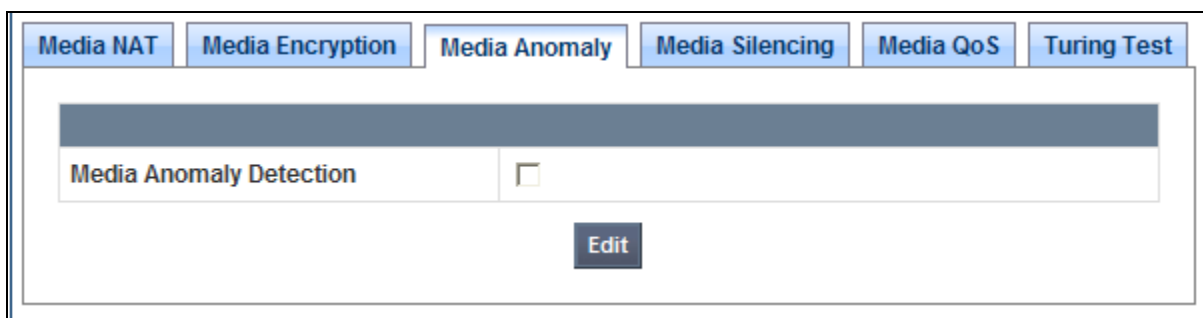 Media NAT Media Encryption Media Anomaly Media Silencing Media QoS Turing Test
Media Anomaly Detection
Edit